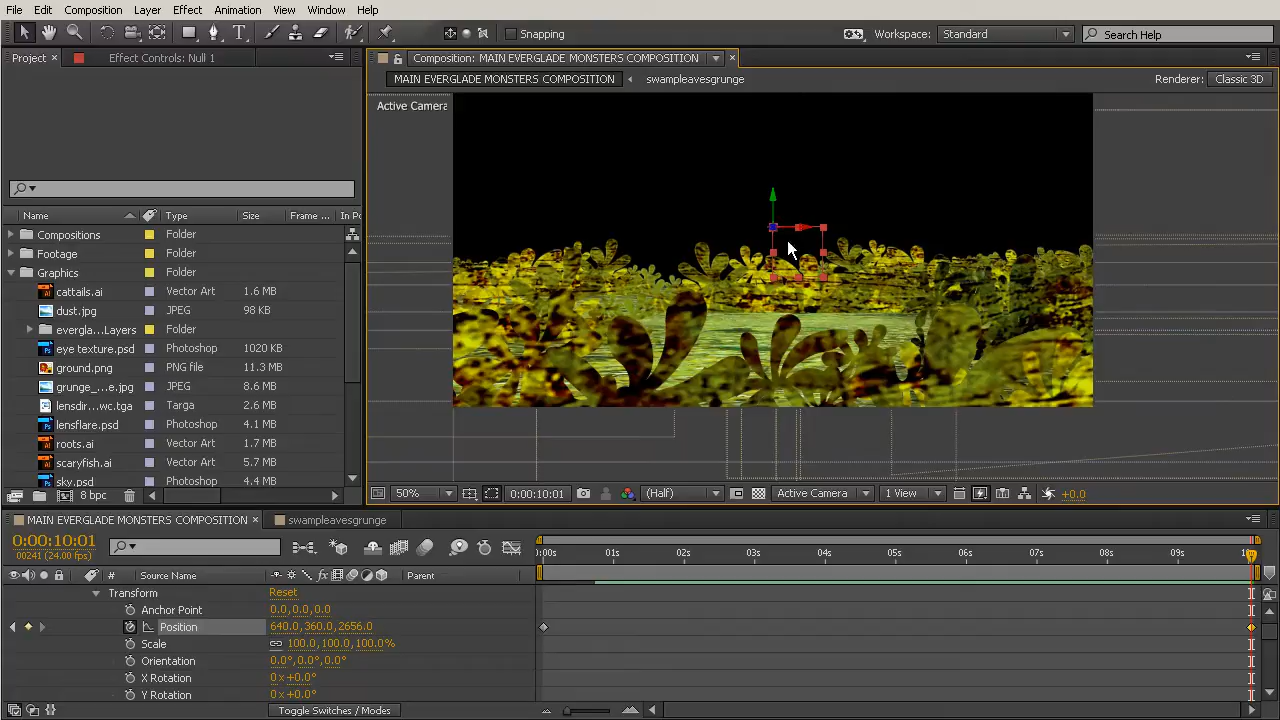 File Edit Composition Layer Effect Animation View Window Help
Snapping
Workspace: Standard
Search Help
Project
Effect Controls: Null 1
Composition: MAIN EVERGLADE MONSTERS COMPOSITION
MAIN EVERGLADE MONSTERS COMPOSITION
swampleavesgrunge
Renderer: Classic 3D
Active Camera
Name Type Size Frame ... In Po
Compositions Folder
Footage Folder
Graphics Folder
cattails.ai Vector Art 1.6 MB
dust.jpg JPEG 98 KB
evergla...Layers Folder
eye texture.psd Photoshop 1020 KB
ground.png PNG file 11.3 MB
grunge_...e.jpg JPEG 8.6 MB
lensdir...wc.tga Targa 2.6 MB
lensflare.psd Photoshop 4.1 MB
roots.ai Vector Art 1.7 MB
scaryfish.ai Vector Art 5.7 MB
sky.psd Photoshop 4.4 MB
8 bpc
50% 0:00:10:01 (Half) Active Camera 1 View +0.0
MAIN EVERGLADE MONSTERS COMPOSITION
swampleavesgrunge
0:00:10:01
00241 (24.00 fps)
:00s 01s 02s 03s 04s 05s 06s 07s 08s 09s
# Source Name Parent
Transform Reset
Anchor Point 0.0,0.0,0.0
Position 640.0,360.0,2656.0
Scale 100.0,100.0,100.0%
Orientation 0.0°,0.0°,0.0°
X Rotation 0x+0.0°
Y Rotation 0x+0.0°
Toggle Switches / Modes